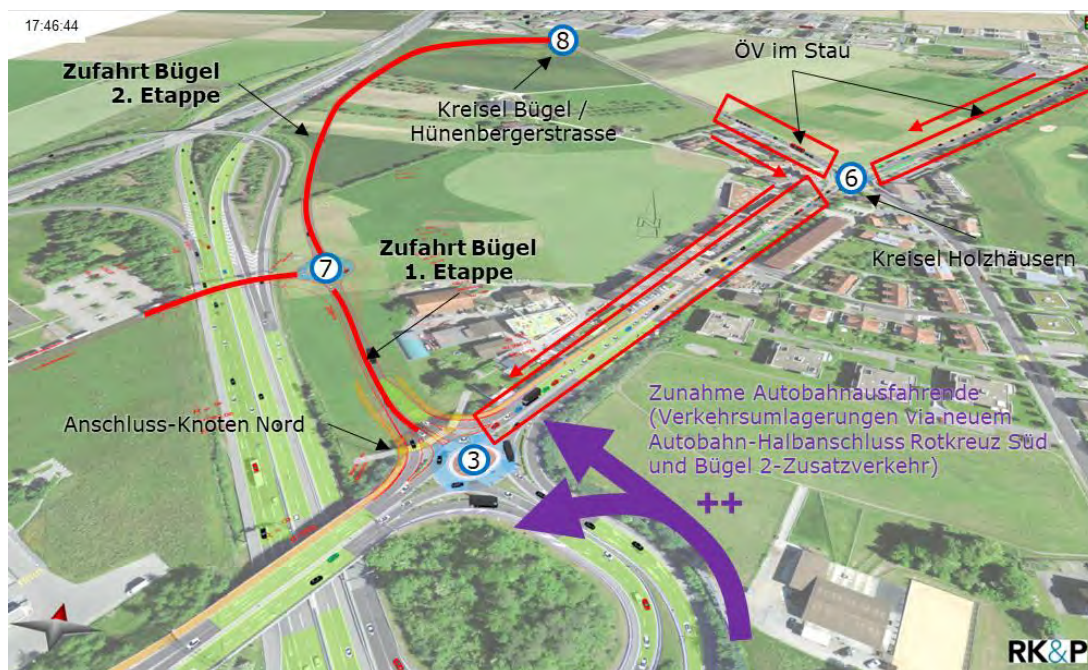 17:46:44
8
ÖV im Stau
Zufahrt Bügel
2. Etappe
Kreisel Bügel /
Hünenbergerstrasse
6
7
Zufahrt Bügel
1. Etappe
Kreisel Holzhäusern
Zunahme Autobahnausfahrende
(Verkehrsumlagerungen via neuem
Autobahn-Halbanschluss Rotkreuz Süd
und Bügel 2-Zusatzverkehr)
++
Anschluss-Knoten Nord
3
RK&P